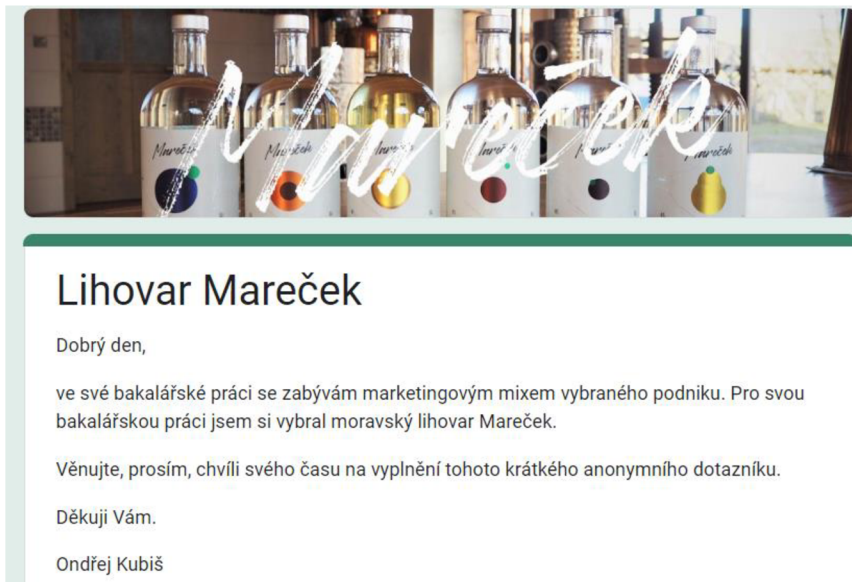 Mareček
Mareček
Mareček
Mareček
Mareček
Mareček
Lihovar Mareček
Dobrý den,
ve své bakalářské práci se zabývám marketingovým mixem vybraného podniku. Pro svou
bakalářskou práci jsem si vybral moravský lihovar Mareček.
Věnujte, prosím, chvíli svého času na vyplnění tohoto krátkého anonymního dotazníku.
Děkuji Vám.
Ondřej Kubiš